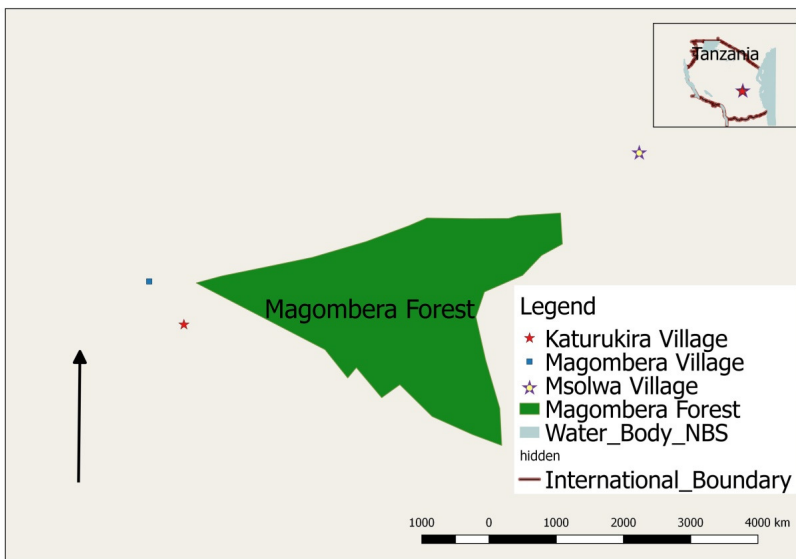 Tanzania
Magombera Forest
Legend
Katurukira Village
Magombera Village
Msolwa Village
Magombera Forest
Water_Body_NBS
hidden
International_Boundary
1000 0 1000 2000 3000 4000 km